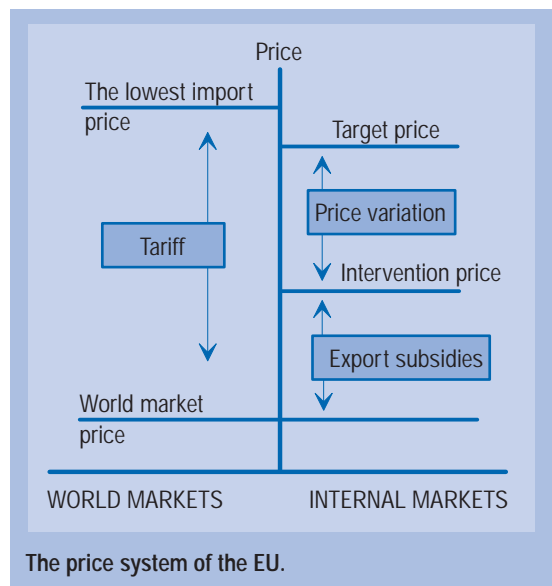 Price
The lowest import
price
Target price
Price variation
Tariff
Intervention price
Export subsidies
World market
price
WORLD MARKETS
INTERNAL MARKETS
The price system of the EU.